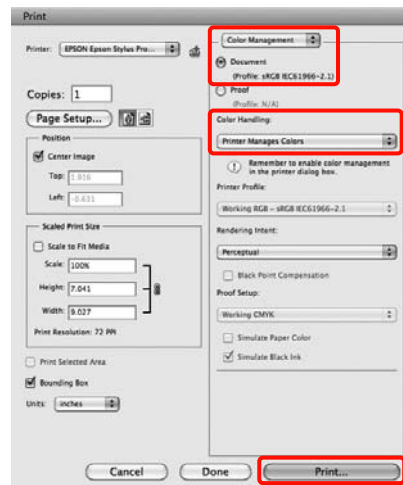 Print
Printer: EPSON Epson Stylus Pro...
Copies: 1
Page Setup...
Position
Center Image
Top: 1.816
Left: -0.631
Scaled Print Size
Scale to Fit Media
Scale: 100%
Height: 7.041
Width: 9.027
Print Resolution: 72 PPI
Print Selected Area
Bounding Box
Units: inches
Color Management
Document
(Profile: sRGB IEC61966-2.1)
Proof
(Profile: N/A)
Color Handling:
Printer Manages Colors
Remember to enable color management
in the printer dialog box.
Printer Profile:
Working RGB - sRGB IEC61966-2.1
Rendering Intent:
Perceptual
Black Point Compensation
Proof Setup:
Working CMYK
Simulate Paper Color
Simulate Black Ink
Cancel
Done
Print...